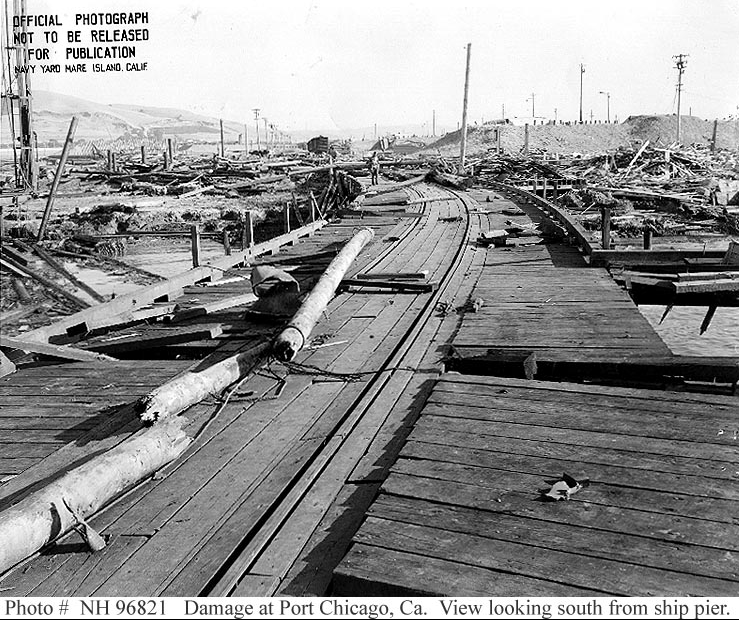 OFFICIAL PHOTOGRAPH
NOT TO BE RELEASED
FOR PUBLICATION
NAVY YARD MARE ISLAND, CALIF.
Photo # NH 96821 Damage at Port Chicago, Ca. View looking south from ship pier.